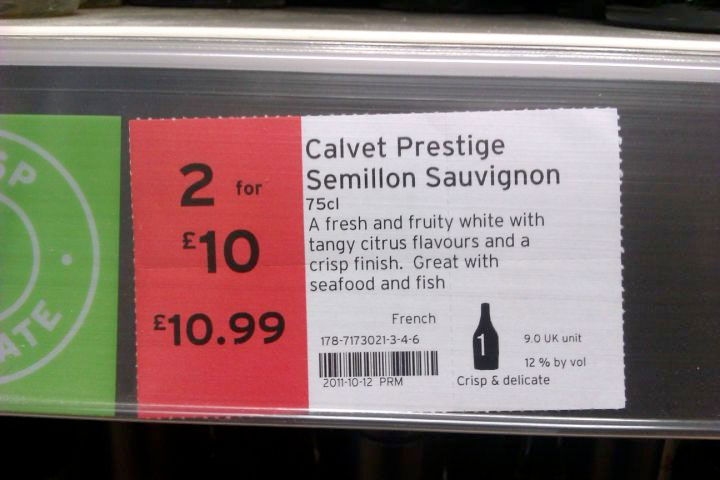 2 for
£10
£10.99
Calvet Prestige
Semillon Sauvignon
75cl
A fresh and fruity white with
tangy citrus flavours and a
crisp finish. Great with
seafood and fish
French
178-7173021-3-4-6
2011-10-12 PRM
1
9.0 UK unit
12 % by vol
Crisp & delicate